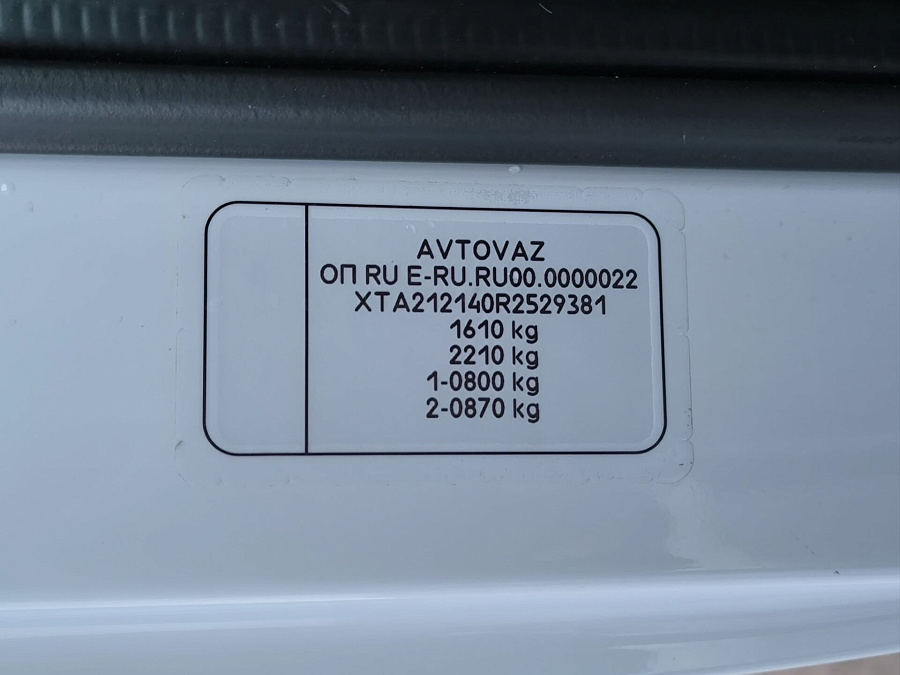 AVTOVAZ
ОП RU E-RU.RU00.0000022
XTA212140R2529381
1610 kg
2210 kg
1-0800 kg
2-0870 kg